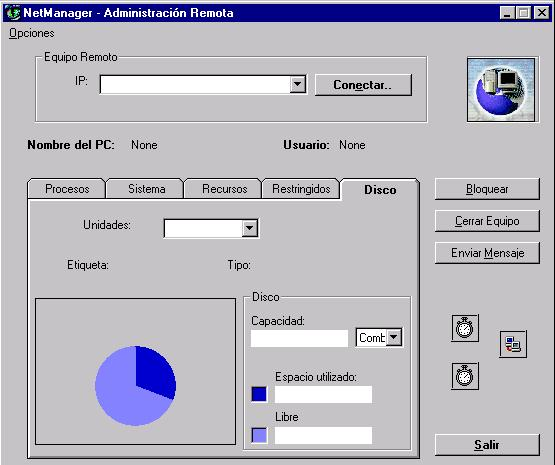 NetManager - Administración Remota
Opciones
Equipo Remoto
IP:
Conectar..
Nombre del PC: None
Usuario: None
Procesos
Sistema
Recursos
Restringidos
Disco
Bloquear
Cerrar Equipo
Enviar Mensaje
Unidades:
Etiqueta:
Tipo:
Disco
Capacidad:
Comb
Espacio utilizado:
Libre
Salir